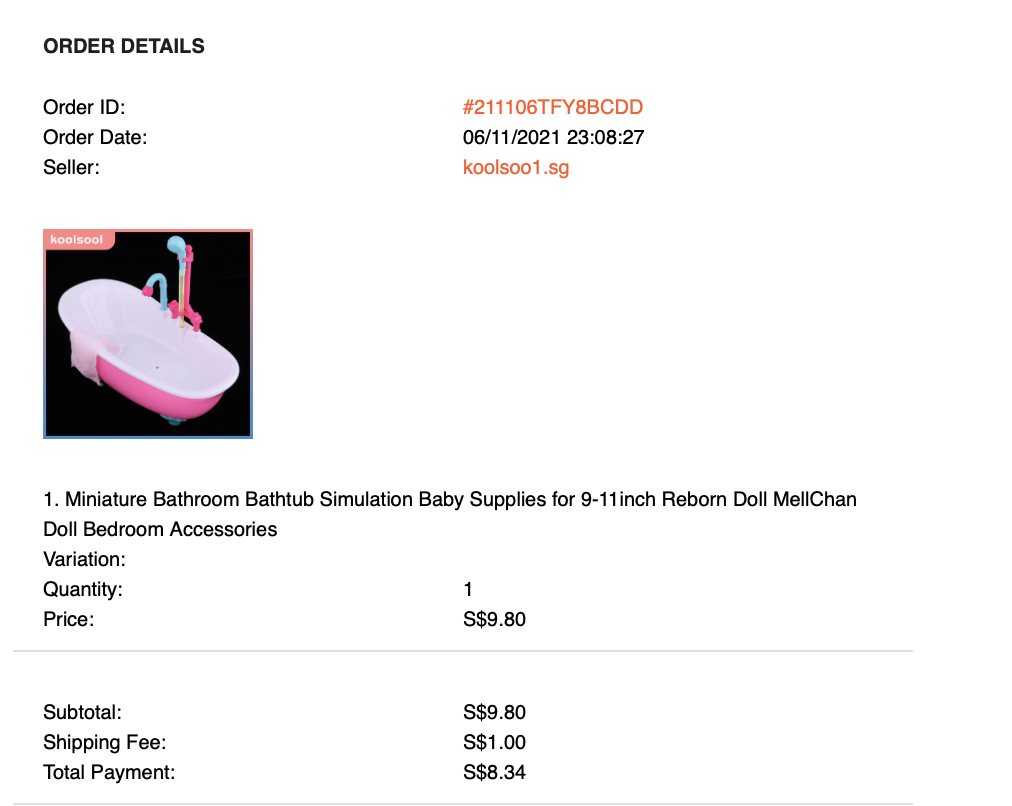 ORDER DETAILS
Order ID: #211106TFY8BCDD
Order Date: 06/11/2021 23:08:27
Seller: koolsoo1.sg
koolsool
1. Miniature Bathroom Bathtub Simulation Baby Supplies for 9-11inch Reborn Doll MellChan
Doll Bedroom Accessories
Variation:
Quantity: 1
Price: S$9.80
Subtotal: S$9.80
Shipping Fee: S$1.00
Total Payment: S$8.34